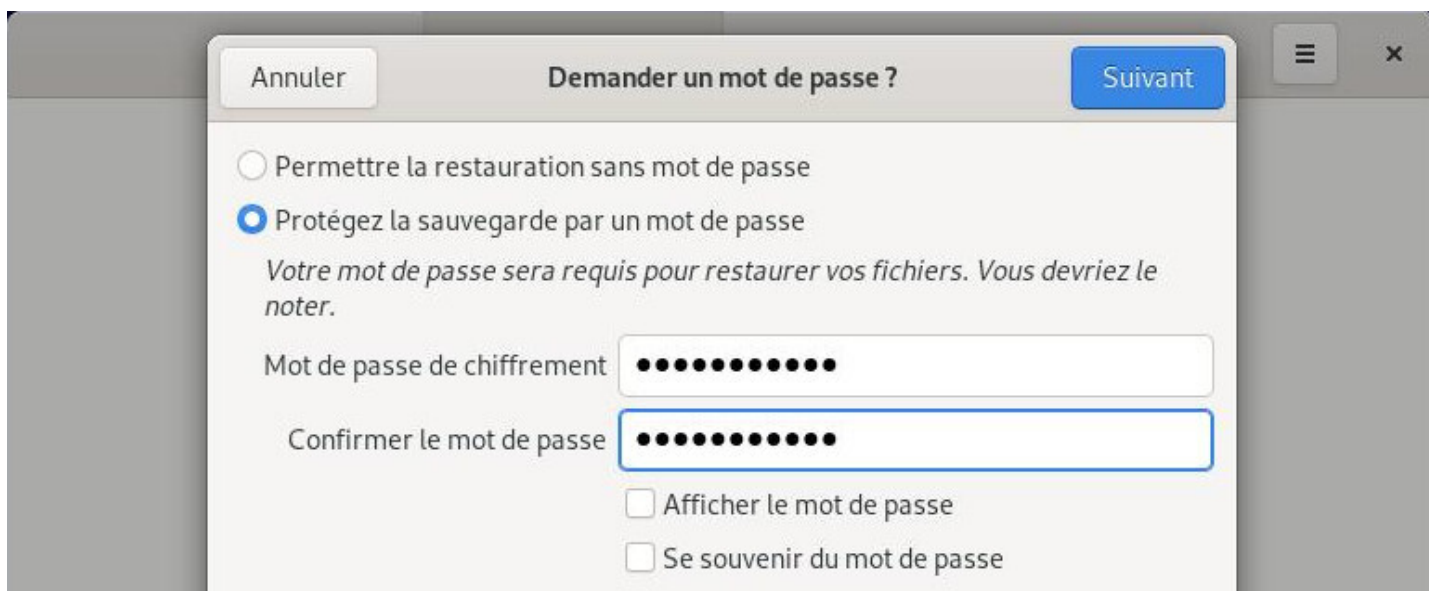 Annuler
Demander un mot de passe ?
Suivant
Permettre la restauration sans mot de passe
Protégez la sauvegarde par un mot de passe
Votre mot de passe sera requis pour restaurer vos fichiers. Vous devriez le
noter.
Mot de passe de chiffrement ●●●●●●●●●●●
Confirmer le mot de passe ●●●●●●●●●●●
Afficher le mot de passe
Se souvenir du mot de passe